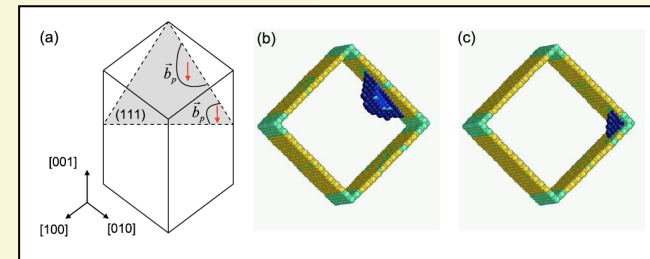 (a)
(b)
(c)
b⃗p
b⃗p
(111)
[001]
[100]
[010]